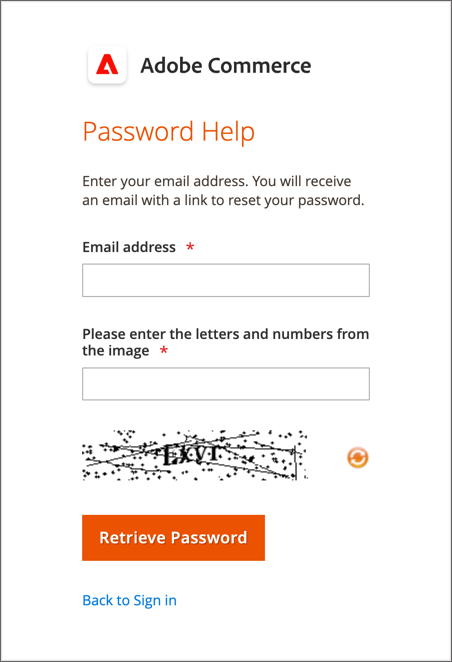 Adobe Commerce
Password Help
Enter your email address. You will receive
an email with a link to reset your password.
Email address *
Please enter the letters and numbers from
the image *
Retrieve Password
Back to Sign in